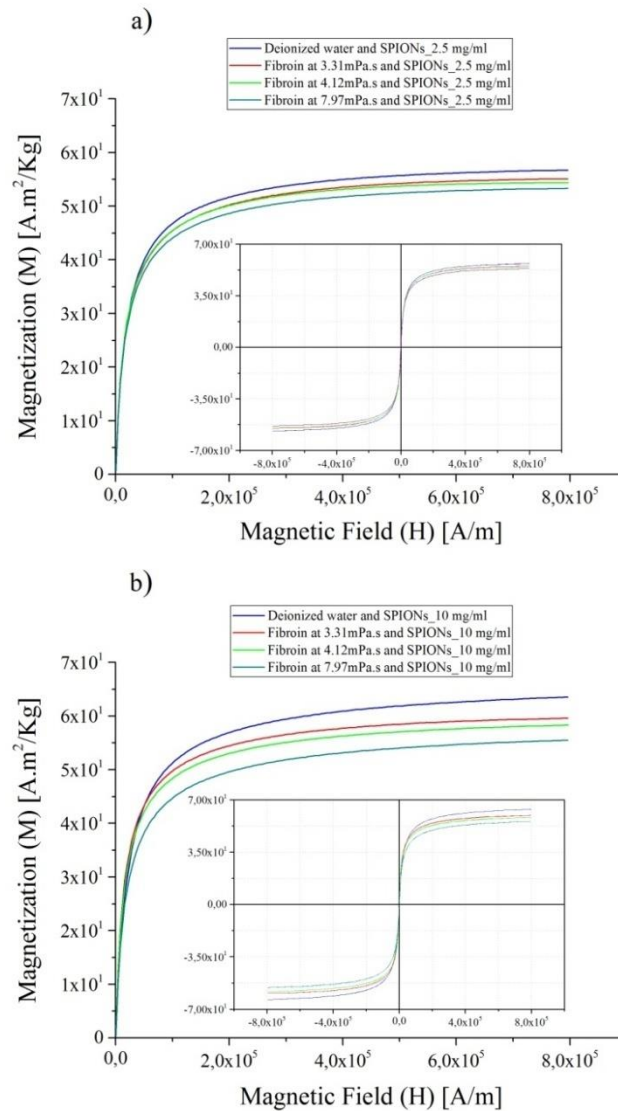 a)
Deionized water and SPIONs_2.5 mg/ml
Fibroin at 3.31mPa.s and SPIONs_2.5 mg/ml
Fibroin at 4.12mPa.s and SPIONs_2.5 mg/ml
Fibroin at 7.97mPa.s and SPIONs_2.5 mg/ml
Magnetization (M) [A.m²/Kg]
7x10¹
6x10¹
5x10¹
4x10¹
3x10¹
2x10¹
1x10¹
0
7,00x10¹
3,50x10¹
0,00
-3,50x10¹
-7,00x10¹
-8,0x10⁵ -4,0x10⁵ 0,0 4,0x10⁵ 8,0x10⁵
0,0 2,0x10⁵ 4,0x10⁵ 6,0x10⁵ 8,0x10⁵
Magnetic Field (H) [A/m]
b)
Deionized water and SPIONs_10 mg/ml
Fibroin at 3.31mPa.s and SPIONs_10 mg/ml
Fibroin at 4.12mPa.s and SPIONs_10 mg/ml
Fibroin at 7.97mPa.s and SPIONs_10 mg/ml
Magnetization (M) [A.m²/Kg]
7x10¹
6x10¹
5x10¹
4x10¹
3x10¹
2x10¹
1x10¹
0
7,00x10¹
3,50x10¹
0,00
-3,50x10¹
-7,00x10¹
-8,0x10⁵ -4,0x10⁵ 0,0 4,0x10⁵ 8,0x10⁵
0,0 2,0x10⁵ 4,0x10⁵ 6,0x10⁵ 8,0x10⁵
Magnetic Field (H) [A/m]